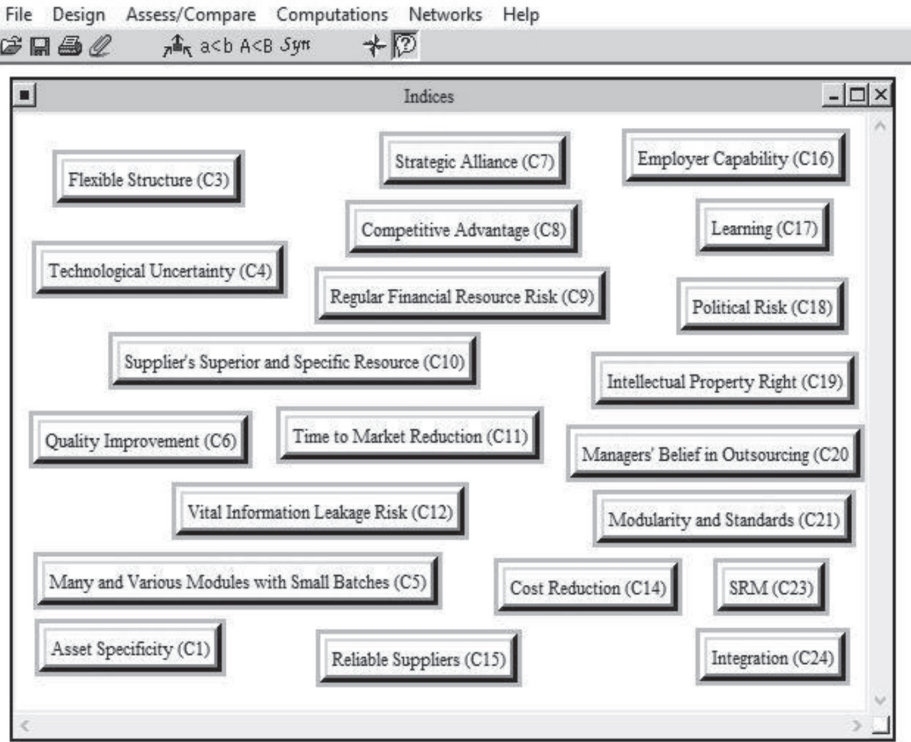 File Design Assess/Compare Computations Networks Help
a<b A<B Syn
Indices
Flexible Structure (C3)
Strategic Alliance (C7)
Employer Capability (C16)
Competitive Advantage (C8)
Learning (C17)
Technological Uncertainty (C4)
Regular Financial Resource Risk (C9)
Political Risk (C18)
Supplier's Superior and Specific Resource (C10)
Intellectual Property Right (C19)
Quality Improvement (C6)
Time to Market Reduction (C11)
Managers' Belief in Outsourcing (C20
Vital Information Leakage Risk (C12)
Modularity and Standards (C21)
Many and Various Modules with Small Batches (C5)
Cost Reduction (C14)
SRM (C23)
Asset Specificity (C1)
Reliable Suppliers (C15)
Integration (C24)